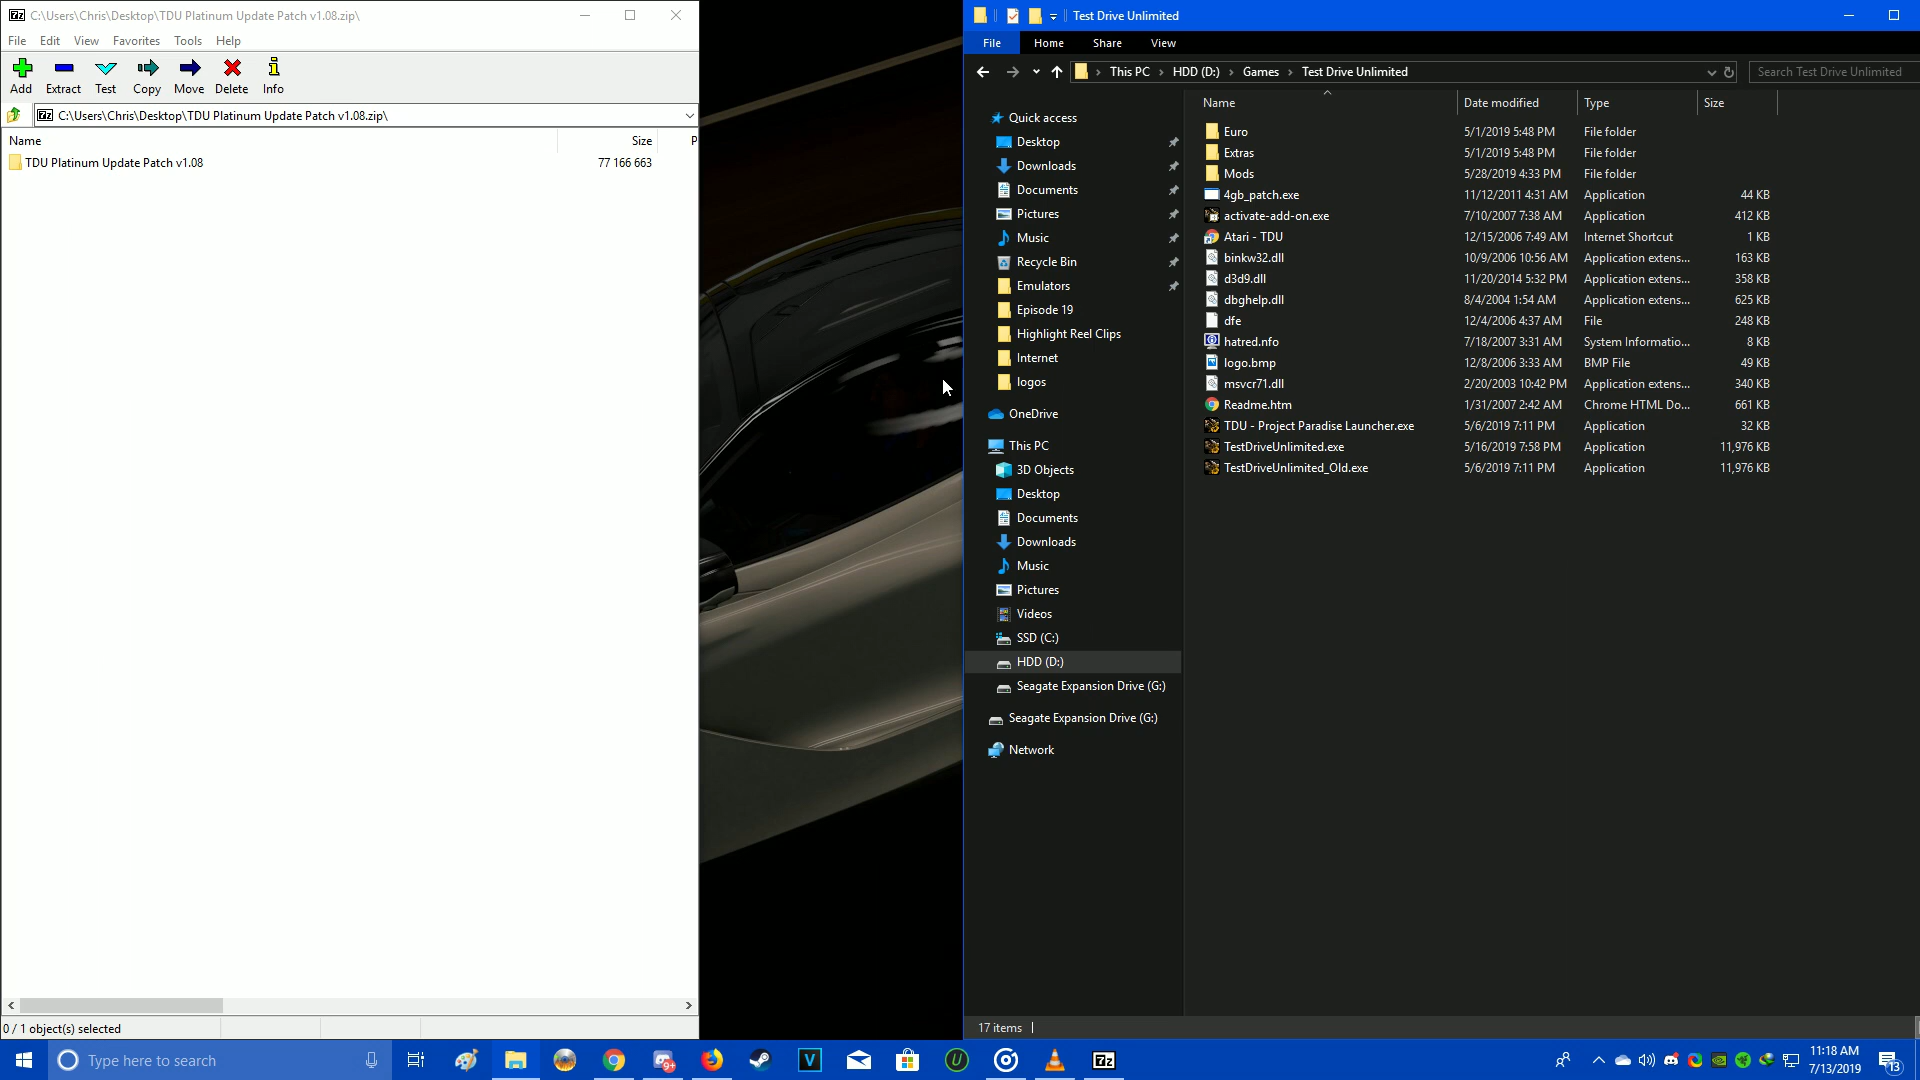 C:\Users\Chris\Desktop\TDU Platinum Update Patch v1.08.zip\
File Edit View Favorites Tools Help
Add Extract Test Copy Move Delete Info
C:\Users\Chris\Desktop\TDU Platinum Update Patch v1.08.zip\
Name Size P
TDU Platinum Update Patch v1.08 77 166 663
0 / 1 object(s) selected
Test Drive Unlimited
File Home Share View
This PC > HDD (D:) > Games > Test Drive Unlimited
Search Test Drive Unlimited
Quick access
Desktop
Downloads
Documents
Pictures
Music
Recycle Bin
Emulators
Episode 19
Highlight Reel Clips
Internet
logos
OneDrive
This PC
3D Objects
Desktop
Documents
Downloads
Music
Pictures
Videos
SSD (C:)
HDD (D:)
Seagate Expansion Drive (G:)
Seagate Expansion Drive (G:)
Network
Name Date modified Type Size
Euro 5/1/2019 5:48 PM File folder
Extras 5/1/2019 5:48 PM File folder
Mods 5/28/2019 4:33 PM File folder
4gb_patch.exe 11/12/2011 4:31 AM Application 44 KB
activate-add-on.exe 7/10/2007 7:38 AM Application 412 KB
Atari - TDU 12/15/2006 7:49 AM Internet Shortcut 1 KB
binkw32.dll 10/9/2006 10:56 AM Application extens... 163 KB
d3d9.dll 11/20/2014 5:32 PM Application extens... 358 KB
dbghelp.dll 8/4/2004 1:54 AM Application extens... 625 KB
dfe 12/4/2006 4:37 AM File 248 KB
hatred.nfo 7/18/2007 3:31 AM System Informatio... 8 KB
logo.bmp 12/8/2006 3:33 AM BMP File 49 KB
msvcr71.dll 2/20/2003 10:42 PM Application extens... 340 KB
Readme.htm 1/31/2007 2:42 AM Chrome HTML Do... 661 KB
TDU - Project Paradise Launcher.exe 5/6/2019 7:11 PM Application 32 KB
TestDriveUnlimited.exe 5/16/2019 7:58 PM Application 11,976 KB
TestDriveUnlimited_Old.exe 5/6/2019 7:11 PM Application 11,976 KB
17 items
Type here to search
11:18 AM
7/13/2019
13